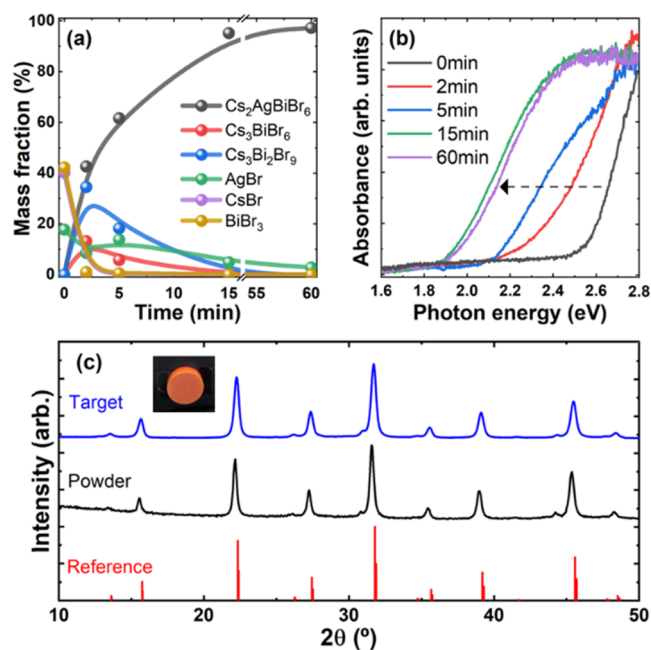 (a)
Mass fraction (%)
100
80
60
40
20
0
Cs₂AgBiBr₆
Cs₃BiBr₆
Cs₃Bi₂Br₉
AgBr
CsBr
BiBr₃
0 5 10 15 55 60
Time (min)
(b)
Absorbance (arb. units)
0min
2min
5min
15min
60min
1.6 2.0 2.2 2.4 2.6 2.8
Photon energy (eV)
(c)
Intensity (arb.)
Target
Powder
Reference
10 20 30 40 50
2θ (º)